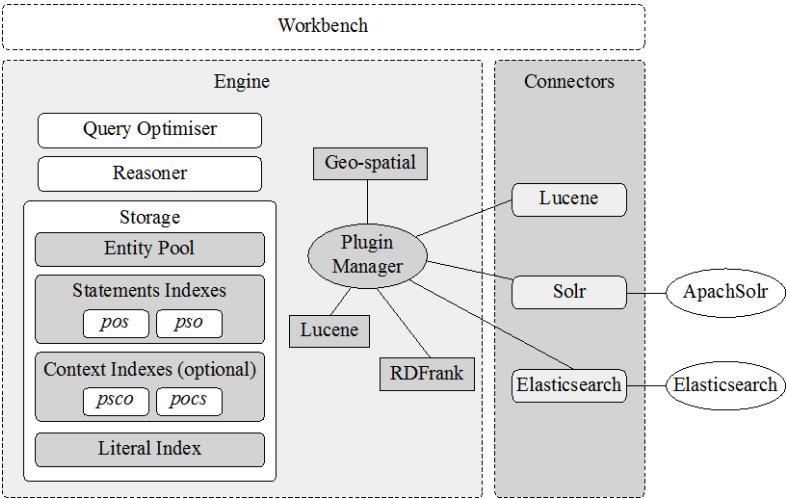 Workbench
Engine
Connectors
Query Optimiser
Reasoner
Storage
Entity Pool
Statements Indexes
pos
pso
Context Indexes (optional)
psco
pocs
Literal Index
Geo-spatial
Plugin
Manager
Lucene
RDFrank
Lucene
Solr
Elasticsearch
ApachSolr
Elasticsearch